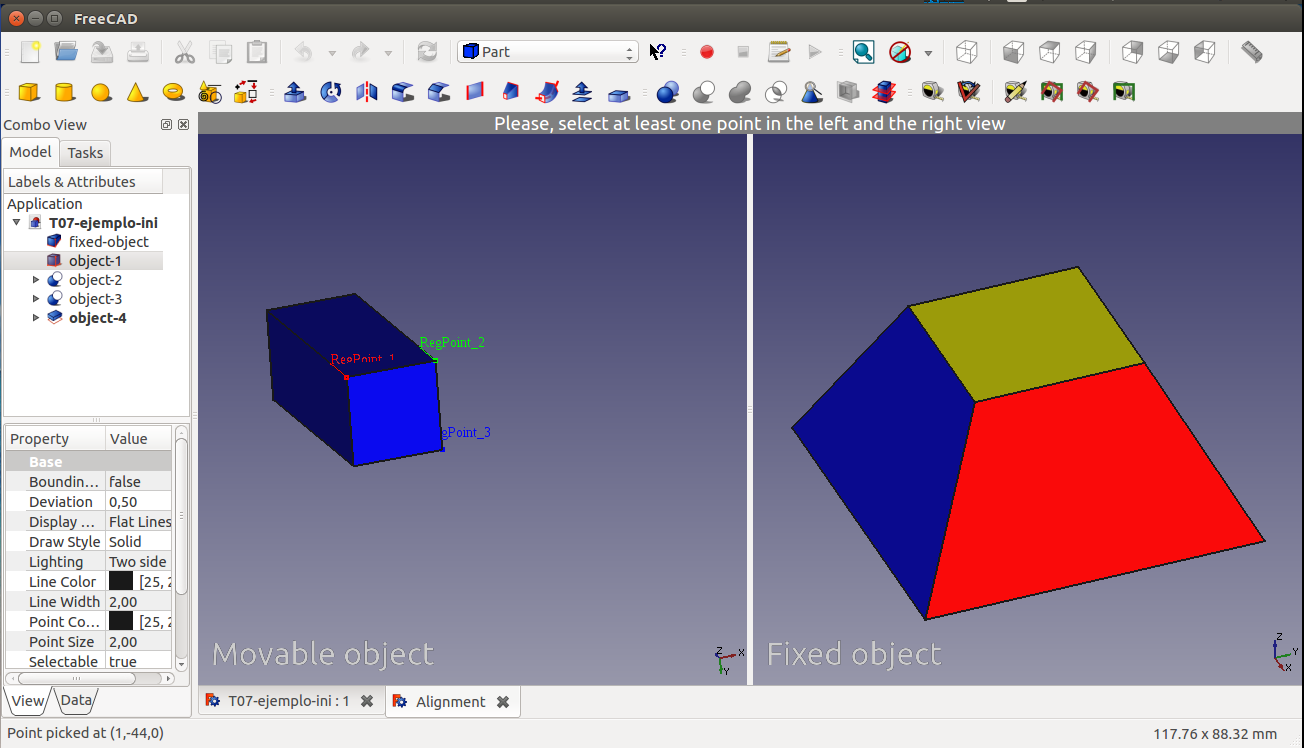 FreeCAD
Part
Combo View
Please, select at least one point in the left and the right view
Model
Tasks
Labels & Attributes
Application
T07-ejemplo-ini
fixed-object
object-1
object-2
object-3
object-4
RegPoint_1
RegPoint_2
gPoint_3
Property
Value
Base
Boundin...
false
Deviation
0,50
Display ...
Flat Lines
Draw Style
Solid
Lighting
Two side
Line Color
[25, 2
Line Width
2,00
Point Co...
[25, 2
Point Size
2,00
Selectable
true
Movable object
Z
X
Y
Fixed object
Z
Y
X
View
Data
T07-ejemplo-ini : 1
Alignment
Point picked at (1,-44,0)
117.76 x 88.32 mm